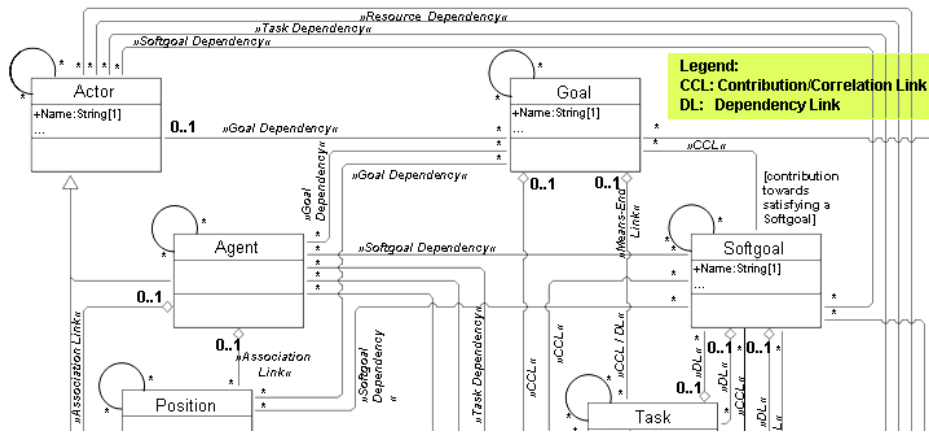 »Resource Dependency«
»Task Dependency«
»Softgoal Dependency«
Actor
+Name:String[1]
...
Goal
+Name:String[1]
...
Legend:
CCL: Contribution/Correlation Link
DL: Dependency Link
0..1
»Goal Dependency«
»CCL«
»Goal Dependency«
»Goal
Dependency«
0..1
0..1
[contribution
towards
satisfying a
Softgoal]
»Means-End
Link«
Agent
»Softgoal Dependency«
Softgoal
+Name:String[1]
...
0..1
0..1
»Association
Link«
»Association Link«
»Softgoal
Dependency
«
»Task Dependency«
»CCL«
»CCL«
»CCL / DL«
»DL«
0..1
»DL«
»CCL«
0..1
»DL«
L«
0..1
Position
Task